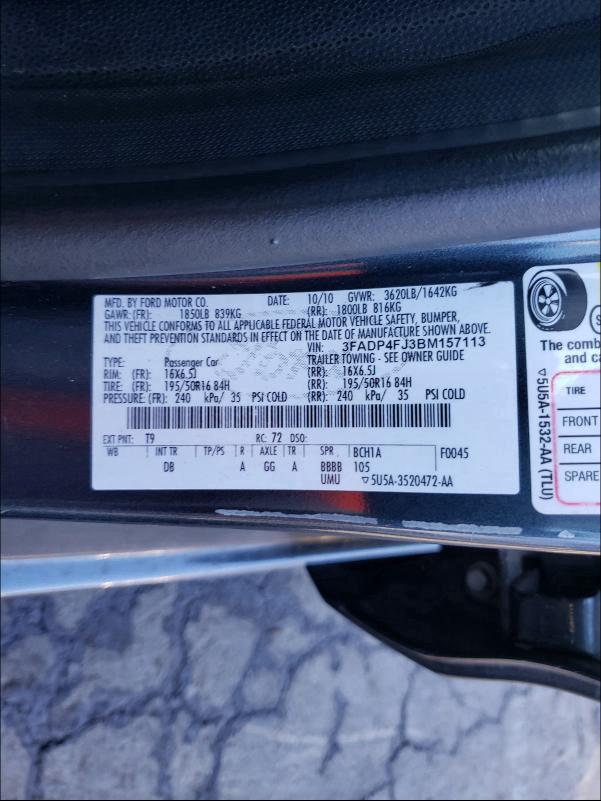 MFD. BY FORD MOTOR CO. DATE: 10/10 GVWR: 3620LB/1642KG
GAWR: (FR): 1850LB 839KG (RR): 1800LB 816KG
THIS VEHICLE CONFORMS TO ALL APPLICABLE FEDERAL MOTOR VEHICLE SAFETY, BUMPER,
AND THEFT PREVENTION STANDARDS IN EFFECT ON THE DATE OF MANUFACTURE SHOWN ABOVE.
VIN: 3FADP4FJ3BM157113
TYPE: Passenger Car TRAILER TOWING - SEE OWNER GUIDE
RIM: (FR): 16X6.5J (RR): 16X6.5J
TIRE: (FR): 195/50R16 84H (RR): 195/50R16 84H
PRESSURE: (FR): 240 kPa/ 35 PSI COLD (RR): 240 kPa/ 35 PSI COLD
EXT PNT: T9 RC: 72 DSO:
WB INT TR TP/PS R AXLE TR SPR BCH1A F0045
DB A GG A BBBB 105
UMU ▽5U5A-3520472-AA
The comb
and ca
▽5U5A-1532-AA (TLU)
TIRE
FRONT
REAR
SPARE